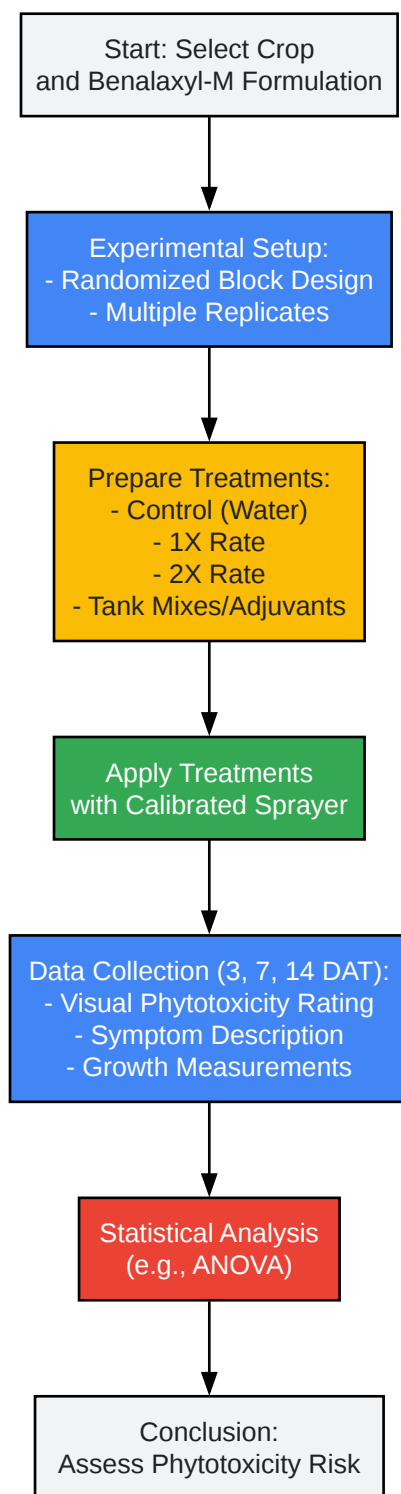 Start: Select Crop
and Benalaxyl-M Formulation
Experimental Setup:
- Randomized Block Design
- Multiple Replicates
Prepare Treatments:
- Control (Water)
- 1X Rate
- 2X Rate
- Tank Mixes/Adjuvants
Apply Treatments
with Calibrated Sprayer
Data Collection (3, 7, 14 DAT):
- Visual Phytotoxicity Rating
- Symptom Description
- Growth Measurements
Statistical Analysis
(e.g., ANOVA)
Conclusion:
Assess Phytotoxicity Risk